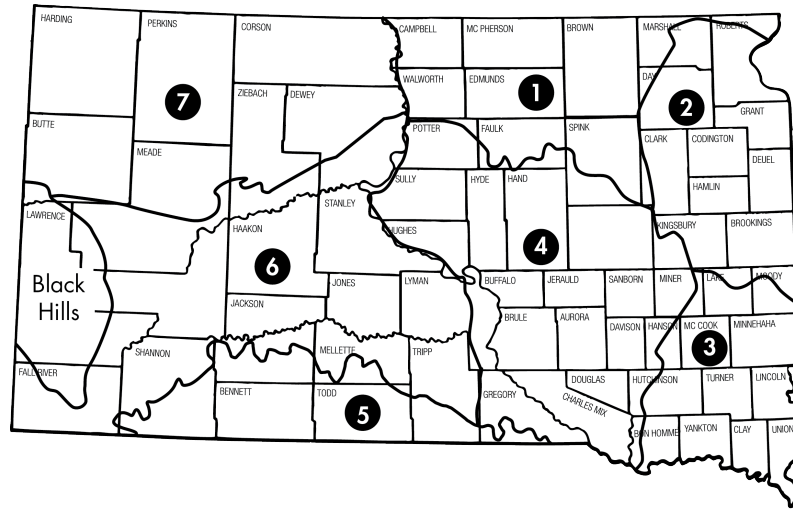 HARDING
PERKINS
CORSON
CAMPBELL
MC PHERSON
BROWN
MARSHALL
ROBERTS
WALWORTH
EDMUNDS
DAY
7
ZIEBACH
DEWEY
1
2
GRANT
BUTTE
POTTER
FAULK
SPINK
CLARK
CODINGTON
MEADE
DEUEL
SULLY
HYDE
HAND
HAMLIN
LAWRENCE
STANLEY
HAAKON
HUGHES
KINGSBURY
BROOKINGS
4
6
Black
Hills
JONES
LYMAN
BUFFALO
JERAULD
SANBORN
MINER
LAKE
MOODY
JACKSON
BRULE
AURORA
DAVISON
HANSON
MC COOK
MINNEHAHA
3
SHANNON
MELLETTE
TRIPP
FALL RIVER
DOUGLAS
HUTCHINSON
TURNER
LINCOLN
BENNETT
TODD
GREGORY
CHARLES MIX
5
BON HOMME
YANKTON
CLAY
UNION